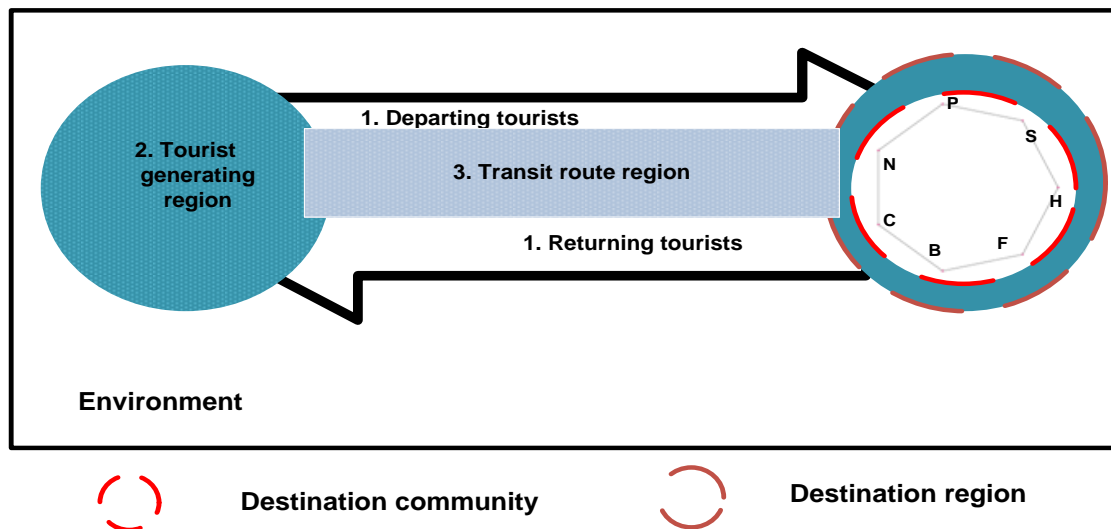 1. Departing tourists
2. Tourist
generating
region
3. Transit route region
1. Returning tourists
P
S
N
H
C
F
B
Environment
Destination community
Destination region